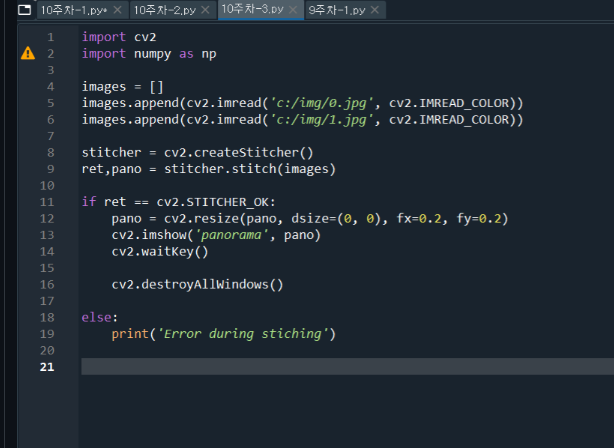 10주차-1.py* 10주차-2.py 10주차-3.py 9주차-1.py
1 import cv2
2 import numpy as np
3
4 images = []
5 images.append(cv2.imread('c:/img/0.jpg', cv2.IMREAD_COLOR))
6 images.append(cv2.imread('c:/img/1.jpg', cv2.IMREAD_COLOR))
7
8 stitcher = cv2.createStitcher()
9 ret,pano = stitcher.stitch(images)
10
11 if ret == cv2.STITCHER_OK:
12     pano = cv2.resize(pano, dsize=(0, 0), fx=0.2, fy=0.2)
13     cv2.imshow('panorama', pano)
14     cv2.waitKey()
15
16     cv2.destroyAllWindows()
17
18 else:
19     print('Error during stiching')
20
21